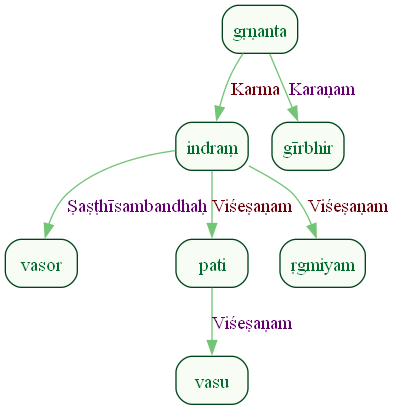 gṛṇanta
Karma Karaṇam
indraṃ gīrbhir
Ṣaṣṭhīsambandhaḥ Viśeṣaṇam Viśeṣaṇam
vasor pati ṛgmiyam
Viśeṣaṇam
vasu